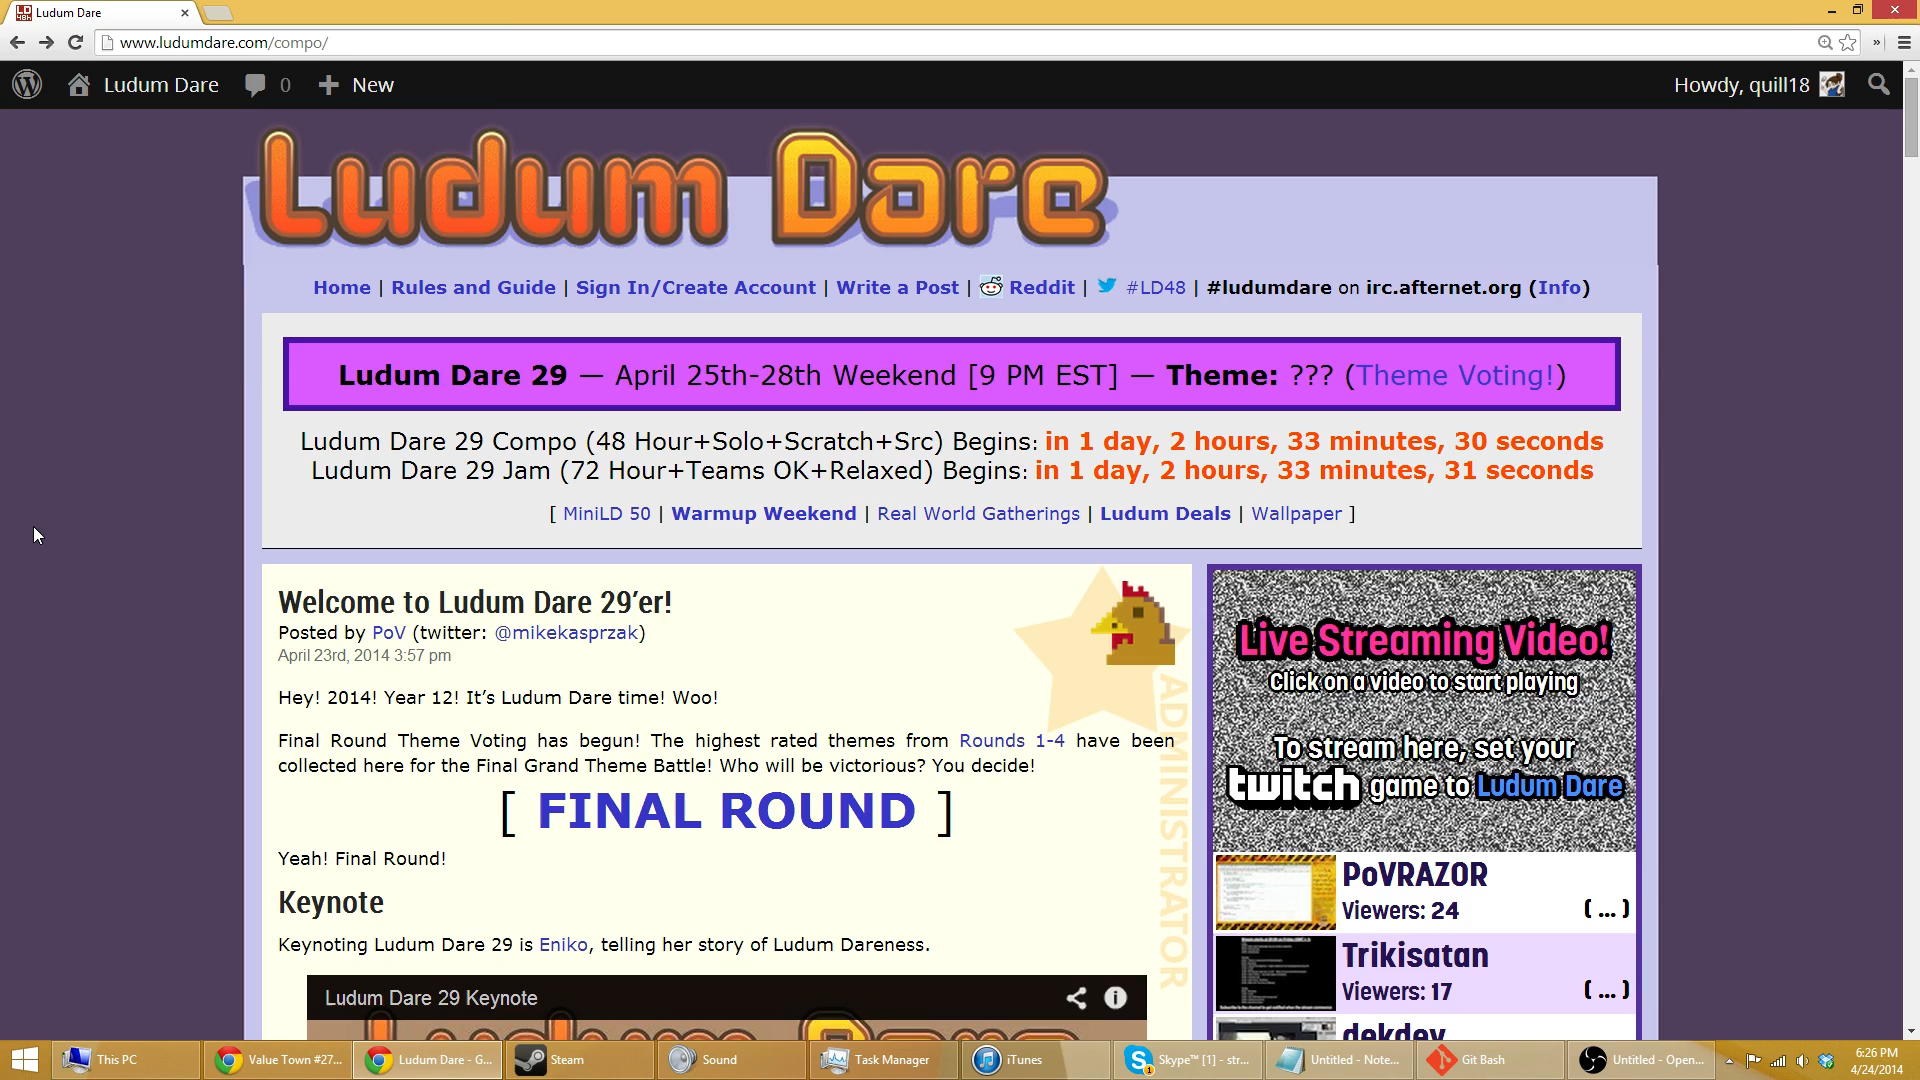 Ludum Dare
www.ludumdare.com/compo/
Ludum Dare 0 New Howdy, quill18
Ludum Dare
Home | Rules and Guide | Sign In/Create Account | Write a Post | Reddit | #LD48 | #ludumdare on irc.afternet.org (Info)
Ludum Dare 29 — April 25th-28th Weekend [9 PM EST] — Theme: ??? (Theme Voting!)
Ludum Dare 29 Compo (48 Hour+Solo+Scratch+Src) Begins: in 1 day, 2 hours, 33 minutes, 30 seconds
Ludum Dare 29 Jam (72 Hour+Teams OK+Relaxed) Begins: in 1 day, 2 hours, 33 minutes, 31 seconds
[ MiniLD 50 | Warmup Weekend | Real World Gatherings | Ludum Deals | Wallpaper ]
Welcome to Ludum Dare 29'er!
Posted by PoV (twitter: @mikekasprzak)
April 23rd, 2014 3:57 pm
ADMINISTRATOR
Hey! 2014! Year 12! It's Ludum Dare time! Woo!
Final Round Theme Voting has begun! The highest rated themes from Rounds 1-4 have been
collected here for the Final Grand Theme Battle! Who will be victorious? You decide!
[ FINAL ROUND ]
Yeah! Final Round!
Keynote
Keynoting Ludum Dare 29 is Eniko, telling her story of Ludum Dareness.
Ludum Dare 29 Keynote
Ludum Dare
Live Streaming Video!
Click on a video to start playing
To stream here, set your
twitch game to Ludum Dare
PoVRAZOR
Viewers: 24 (...)
Trikisatan
Viewers: 17 (...)
dekdev
This PC
Value Town #27...
Ludum Dare - G...
Steam
Sound
Task Manager
iTunes
Skype™ [1] - str...
Untitled - Note...
Git Bash
Untitled - Open...
6:26 PM
4/24/2014